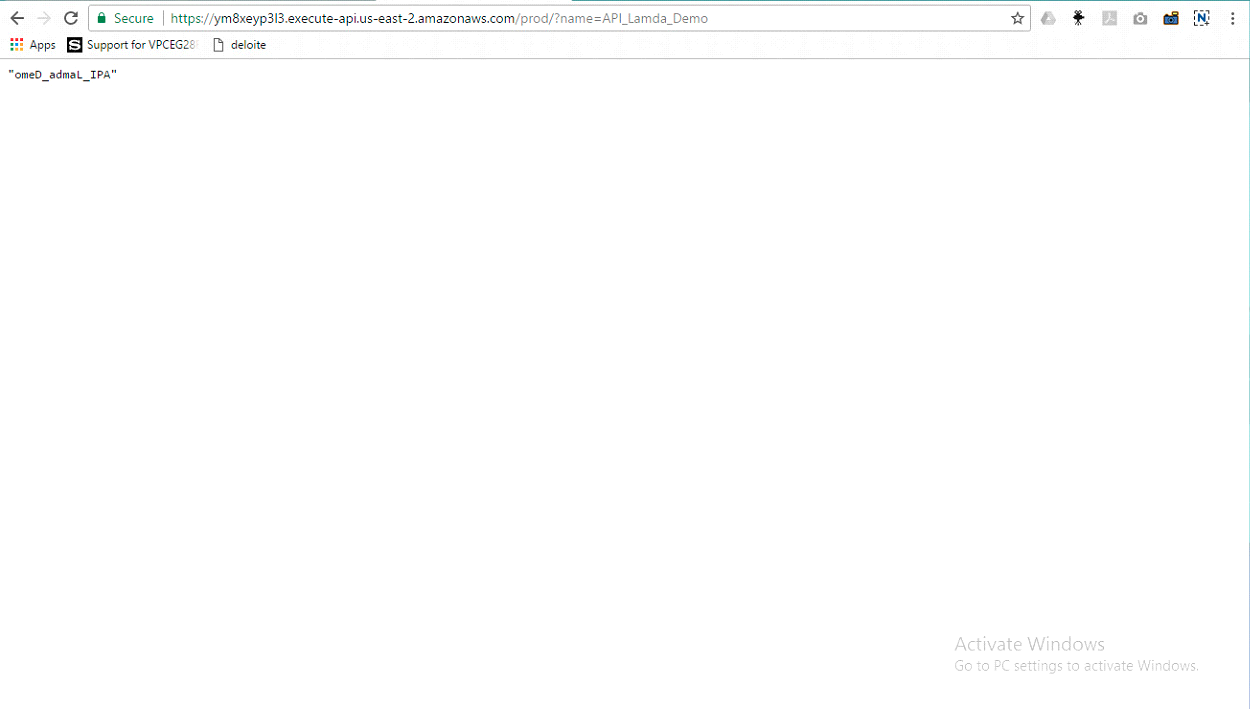 Secure https://ym8xeyp3l3.execute-api.us-east-2.amazonaws.com/prod/?name=API_Lamda_Demo
Apps Support for VPCEG28 deloite
"omeD_admaL_IPA"
Activate Windows
Go to PC settings to activate Windows.